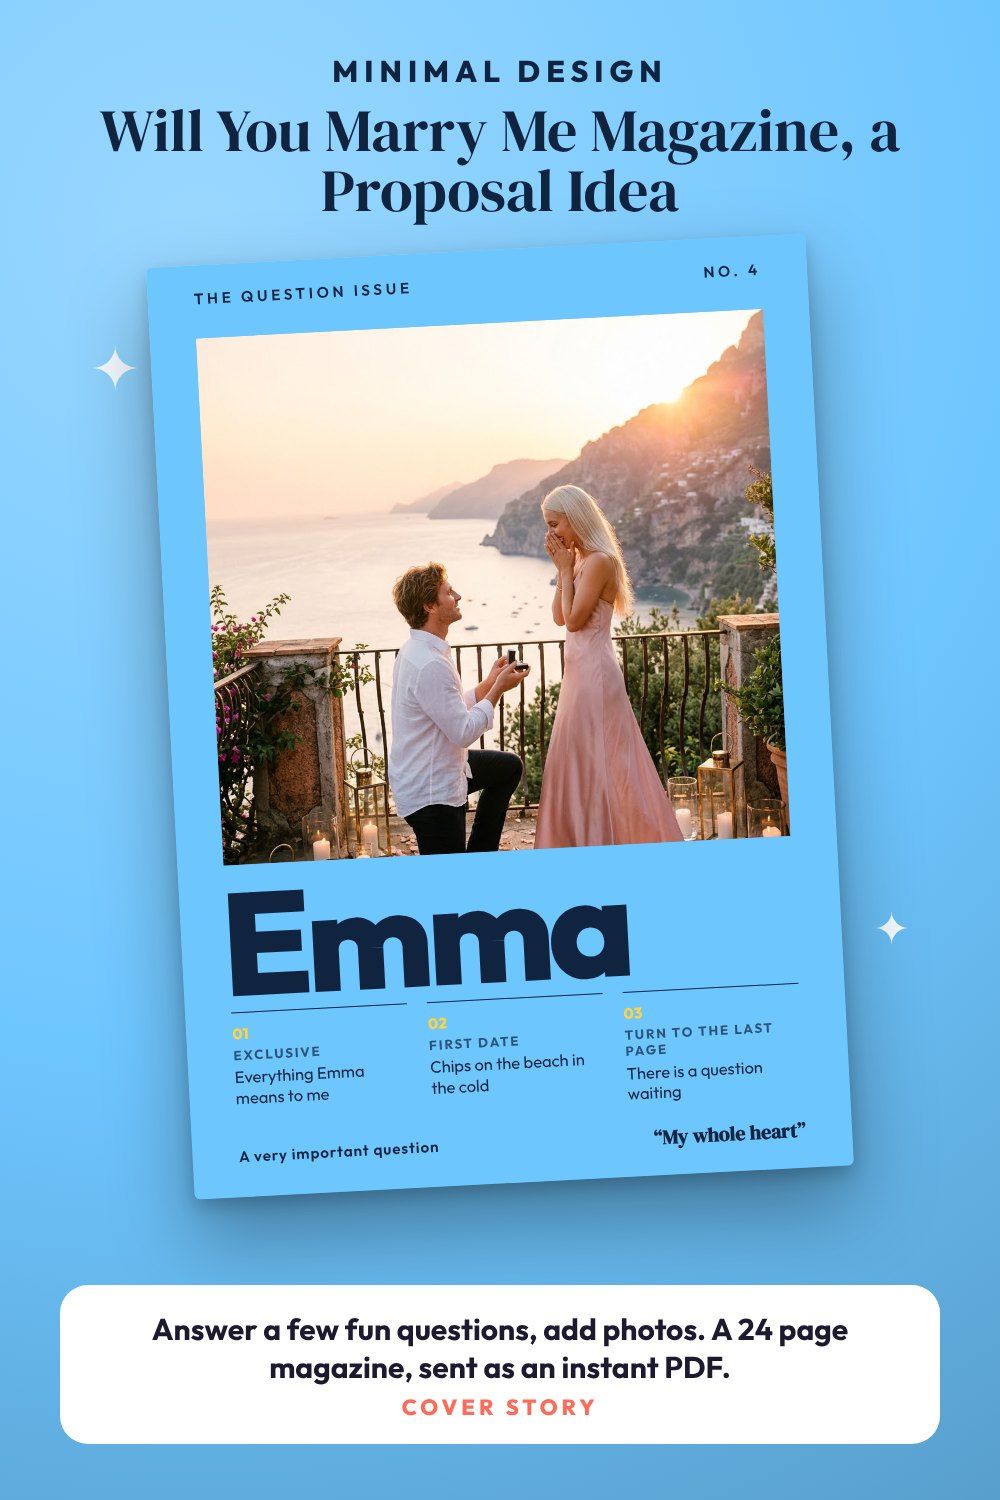 MINIMAL DESIGN
Will You Marry Me Magazine, a
Proposal Idea
THE QUESTION ISSUE
NO. 4
Emma
01
EXCLUSIVE
Everything Emma
means to me
02
FIRST DATE
Chips on the beach in
the cold
03
TURN TO THE LAST
PAGE
There is a question
waiting
A very important question
“My whole heart”
Answer a few fun questions, add photos. A 24 page
magazine, sent as an instant PDF.
COVER STORY